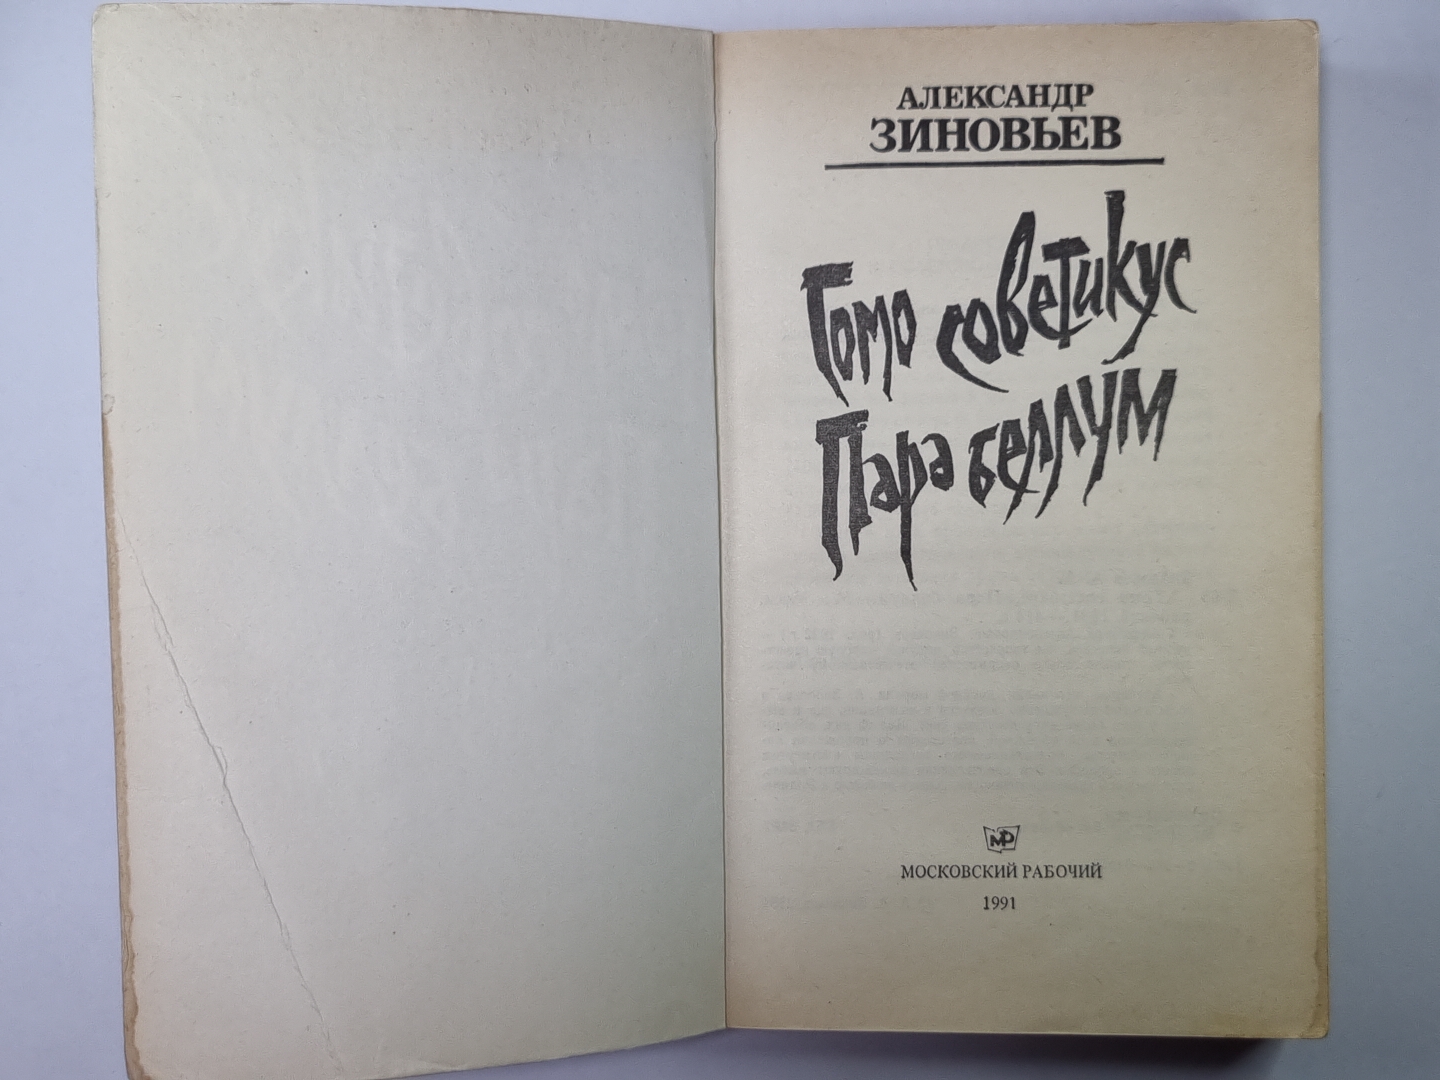 АЛЕКСАНДР
ЗИНОВЬЕВ
Гомо советикус
Пара беллум
МР
МОСКОВСКИЙ РАБОЧИЙ
1991